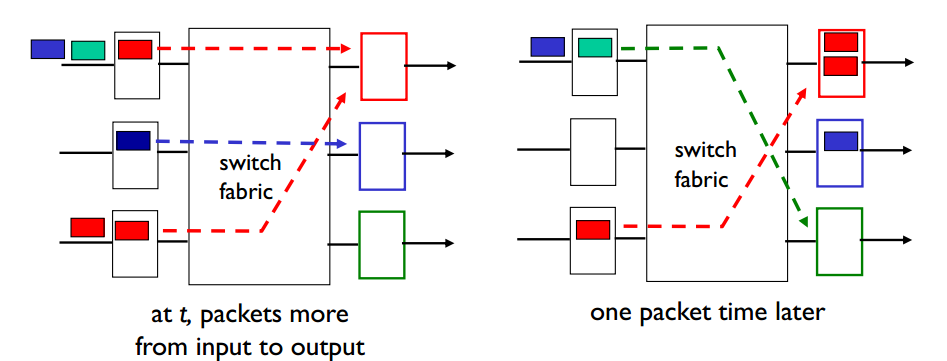 switch
fabric
at t, packets more
from input to output
switch
fabric
one packet time later